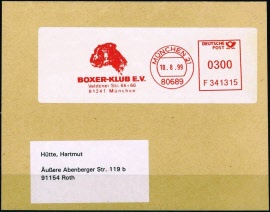 BOXER-KLUB E.V.
Veldener Str. 64-66
81241 München
MÜNCHEN 21
10.8.99
80689
DEUTSCHE
POST
0300
F 341315
Hütte, Hartmut
Äußere Abenberger Str. 119 b
91154 Roth